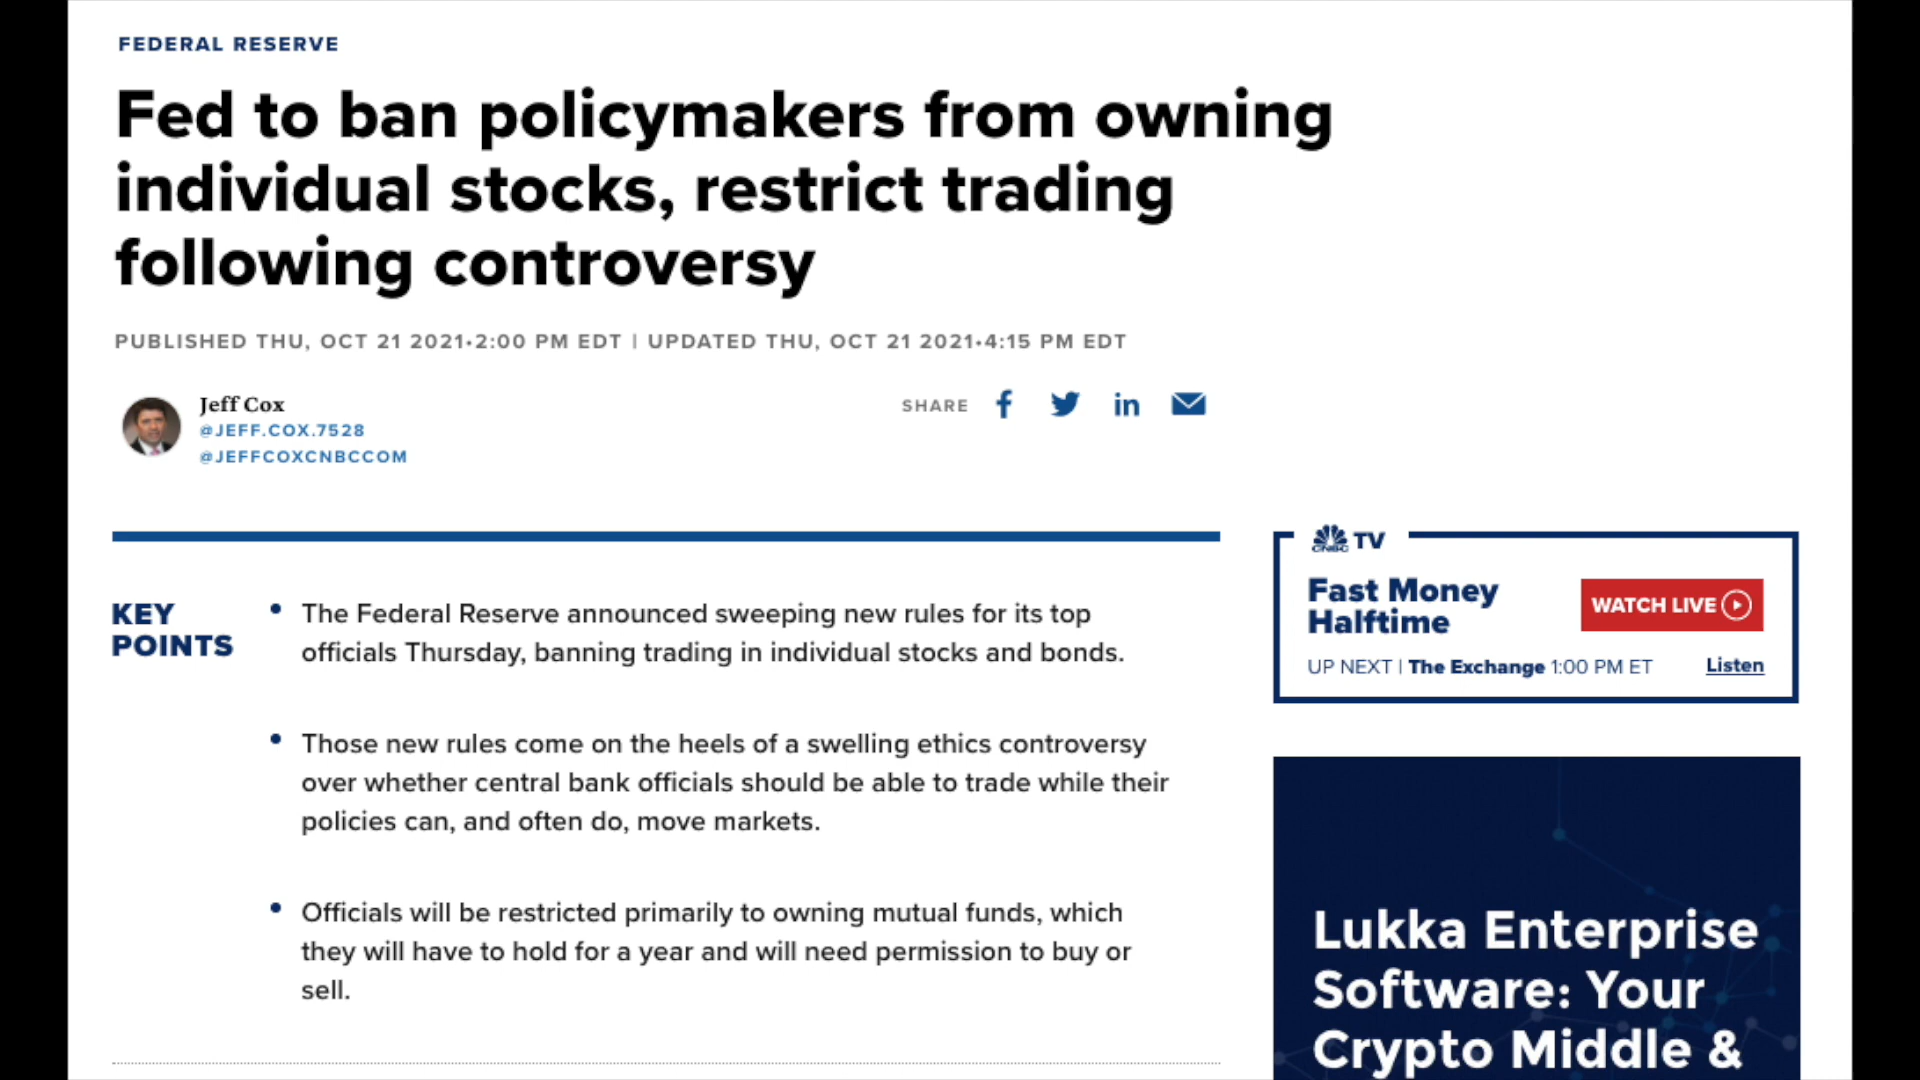 FEDERAL RESERVE
Fed to ban policymakers from owning
individual stocks, restrict trading
following controversy
PUBLISHED THU, OCT 21 2021•2:00 PM EDT | UPDATED THU, OCT 21 2021•4:15 PM EDT
Jeff Cox
@JEFF.COX.7528
@JEFFCOXCNBCCOM
SHARE
KEY
POINTS
• The Federal Reserve announced sweeping new rules for its top
officials Thursday, banning trading in individual stocks and bonds.
• Those new rules come on the heels of a swelling ethics controversy
over whether central bank officials should be able to trade while their
policies can, and often do, move markets.
• Officials will be restricted primarily to owning mutual funds, which
they will have to hold for a year and will need permission to buy or
sell.
CNBC TV
Fast Money
Halftime
WATCH LIVE
UP NEXT | The Exchange 1:00 PM ET
Listen
Lukka Enterprise
Software: Your
Crypto Middle &